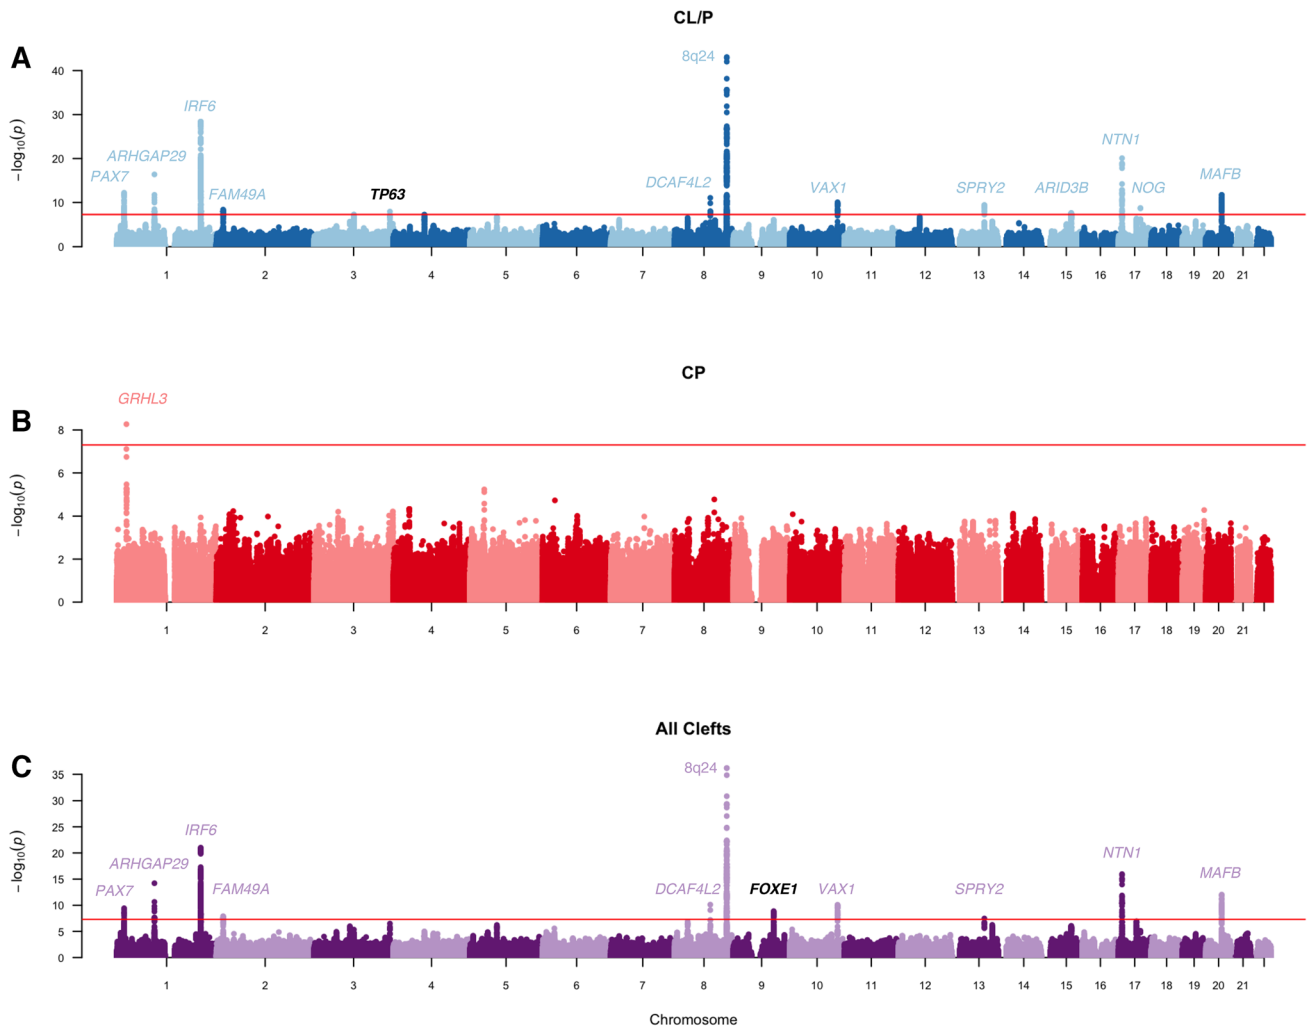 CL/P
A
8q24
40
30
20
10
0
−log10(p)
IRF6
ARHGAP29
PAX7
FAM49A
TP63
DCAF4L2
VAX1
SPRY2
ARID3B
NTN1
NOG
MAFB
1 2 3 4 5 6 7 8 9 10 11 12 13 14 15 16 17 18 19 20 21
CP
B
GRHL3
8
6
4
2
0
−log10(p)
1 2 3 4 5 6 7 8 9 10 11 12 13 14 15 16 17 18 19 20 21
All Clefts
C
8q24
35
30
25
20
15
10
5
0
−log10(p)
IRF6
ARHGAP29
PAX7
FAM49A
DCAF4L2
FOXE1
VAX1
SPRY2
NTN1
MAFB
1 2 3 4 5 6 7 8 9 10 11 12 13 14 15 16 17 18 19 20 21
Chromosome